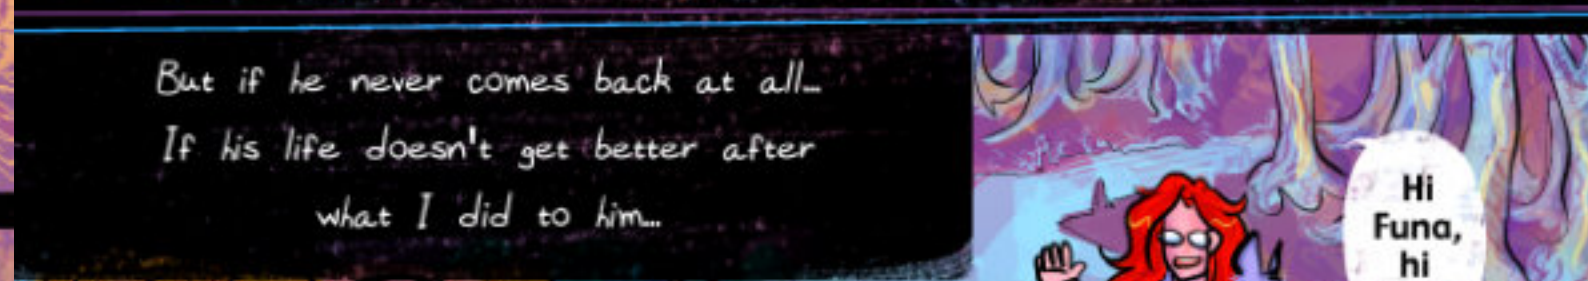 But if he never comes back at all...
If his life doesn't get better after
what I did to him...
Hi
Funa,
hi